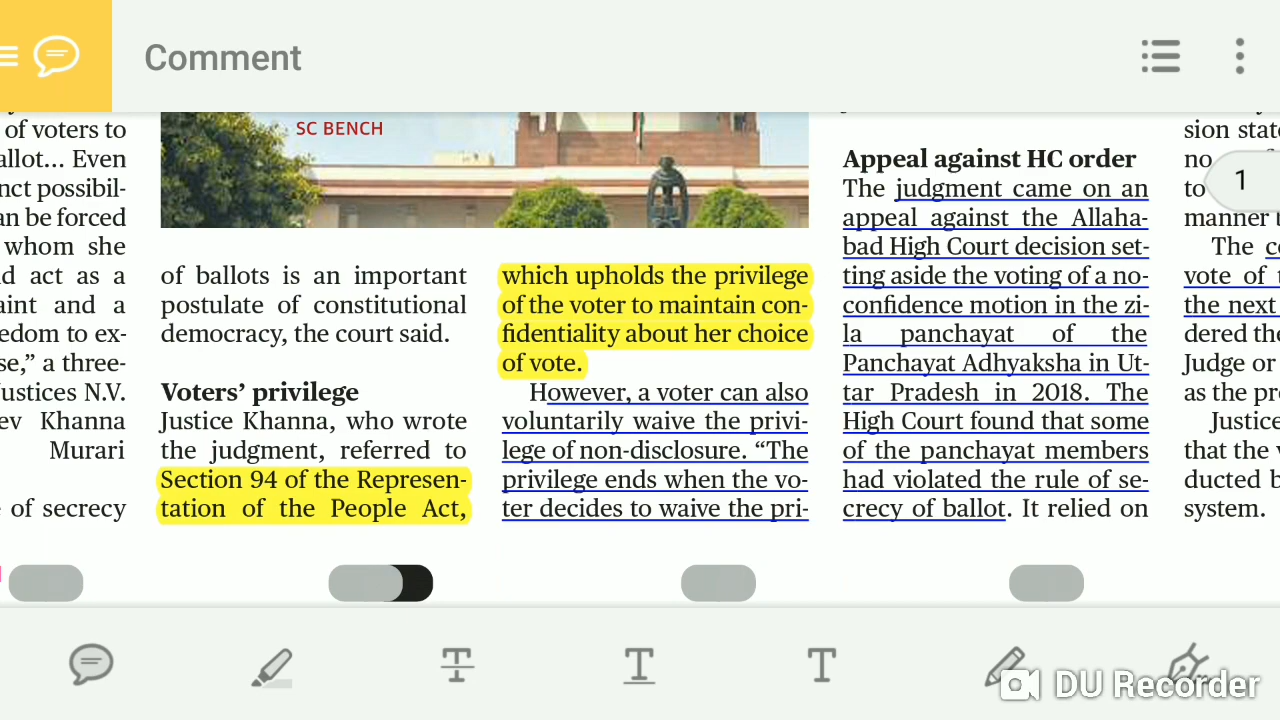 Comment
1
of voters to
allot... Even
nct possibil-
an be forced
whom she
d act as a
aint and a
edom to ex-
se,” a three-
ustices N.V.
ev Khanna
Murari
of secrecy
SC BENCH
of ballots is an important
postulate of constitutional
democracy, the court said.
Voters’ privilege
Justice Khanna, who wrote
the judgment, referred to
Section 94 of the Represen-
tation of the People Act,
which upholds the privilege
of the voter to maintain con-
fidentiality about her choice
of vote.
However, a voter can also
voluntarily waive the privi-
lege of non-disclosure. “The
privilege ends when the vo-
ter decides to waive the pri-
Appeal against HC order
The judgment came on an
appeal against the Allaha-
bad High Court decision set-
ting aside the voting of a no-
confidence motion in the zi-
la panchayat of the
Panchayat Adhyaksha in Ut-
tar Pradesh in 2018. The
High Court found that some
of the panchayat members
had violated the rule of se-
crecy of ballot. It relied on
sion stat
no
to
manner
The c
vote of
the next
dered the
Judge or
as the pr
Justice
that the
ducted b
system.
DU Recorder